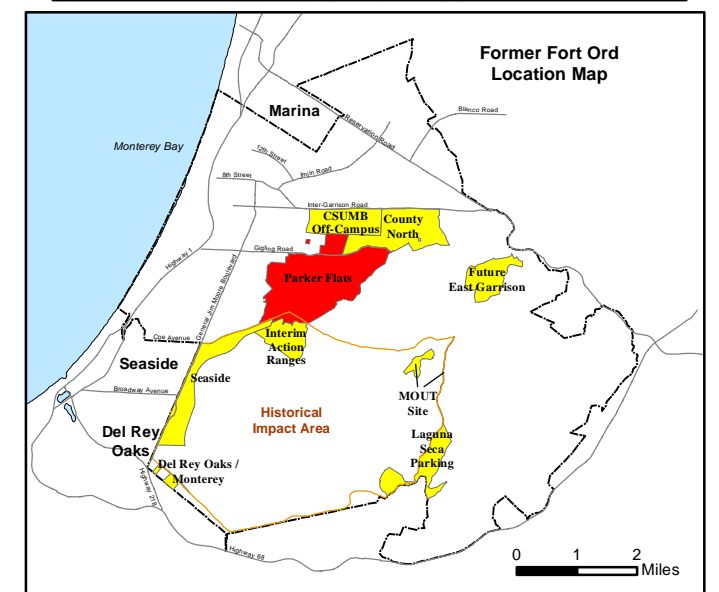 Former Fort Ord
Location Map
Marina
Blanco Road
Reservation Road
Monterey Bay
12th Street
Imjin Road
8th Street
Inter-Garrison Road
CSUMB
Off-Campus
County
North
Gigling Road
Highway 1
General Jim Moore Boulevard
Parker Flats
Future
East Garrison
Coe Avenue
Interim
Action
Ranges
Seaside
Seaside
Broadway Avenue
MOUT
Site
Historical
Impact Area
Del Rey
Oaks
Laguna
Seca
Parking
Del Rey Oaks /
Monterey
Highway 218
Highway 68
0 1 2
Miles